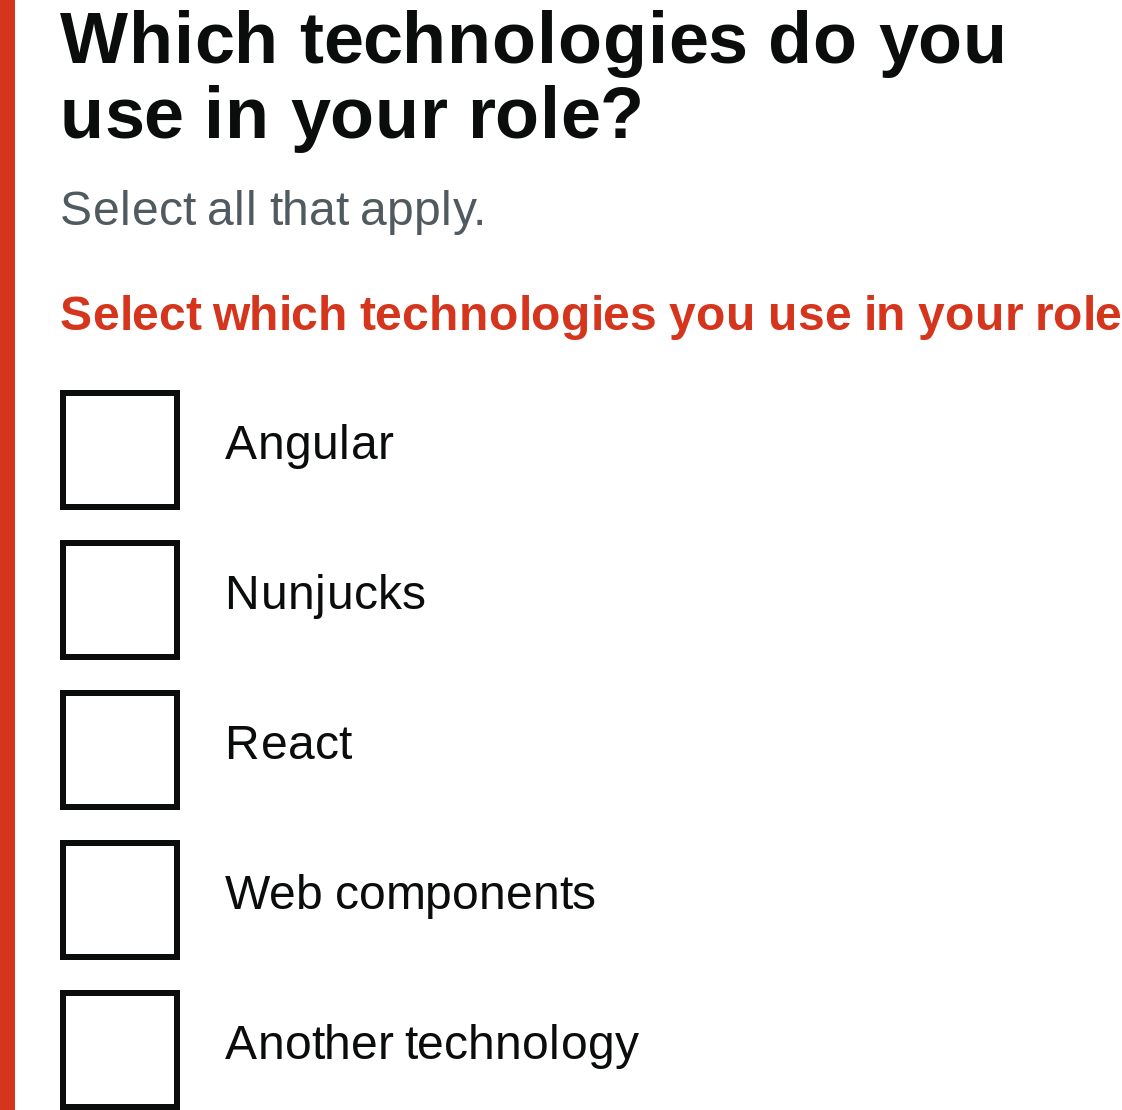 Which technologies do you
use in your role?
Select all that apply.
Select which technologies you use in your role
Angular
Nunjucks
React
Web components
Another technology